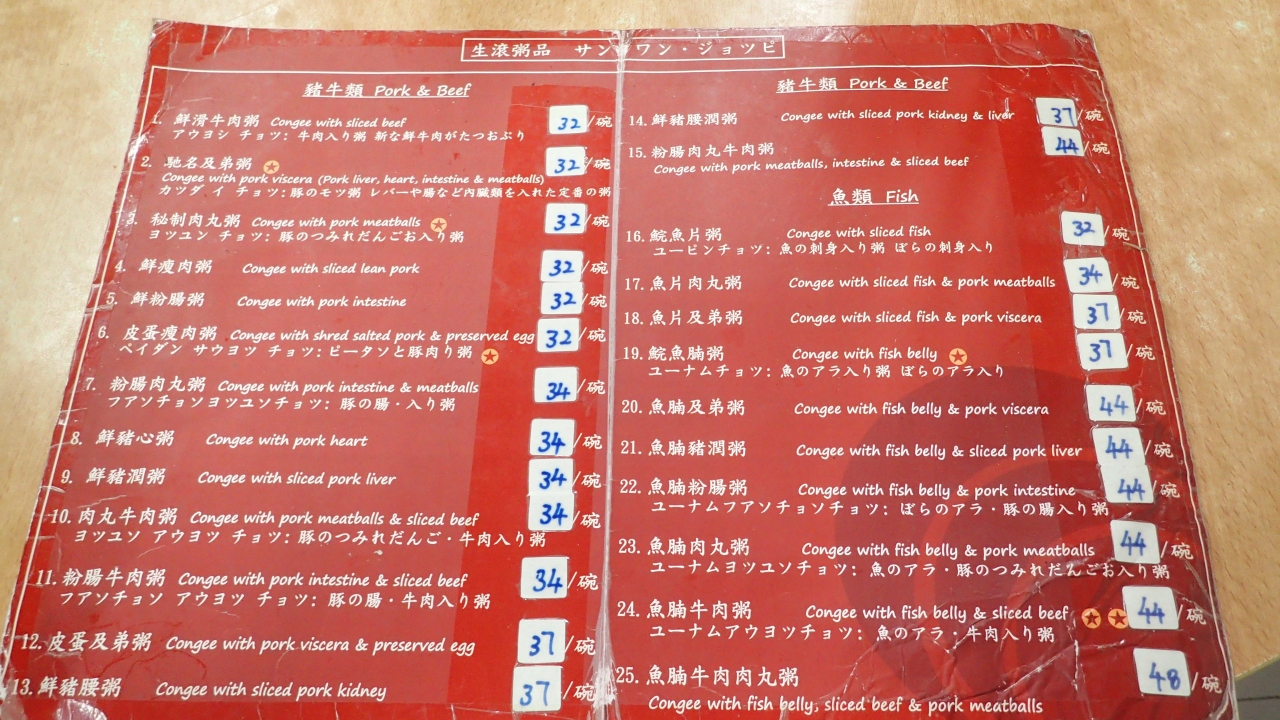 生滾粥品 サンクワン・ジョツピ
豬牛類 Pork & Beef
1. 鮮滑牛肉粥 Congee with sliced beef 32/碗
アウヨシ チョツ: 牛肉入り粥 新な鮮牛肉がたつおぷり
2. 馳名及弟粥 32/碗
Congee with pork viscera (Pork liver, heart, intestine & meatballs)
カツダ イ チョツ: 豚のモツ粥 レバーや腸など内臓類を入れた定番の粥
3. 秘制肉丸粥 Congee with pork meatballs 32/碗
ヨツユン チョツ: 豚のつみれだんごお入り粥
4. 鮮瘦肉粥 Congee with sliced lean pork 32/碗
5. 鮮粉腸粥 Congee with pork intestine 32/碗
6. 皮蛋瘦肉粥 Congee with shred salted pork & preserved egg 32/碗
ペイダン サウヨツ チョツ: ピータソと豚肉り粥
7. 粉腸肉丸粥 Congee with pork intestine & meatballs 34/碗
フアソチョソヨツユソチョツ: 豚の腸・入り粥
8. 鮮豬心粥 Congee with pork heart 34/碗
9. 鮮豬潤粥 Congee with sliced pork liver 34/碗
10. 肉丸牛肉粥 Congee with pork meatballs & sliced beef 34/碗
ヨツユソ アウヨツ チョツ: 豚のつみれだんご・牛肉入り粥
11. 粉腸牛肉粥 Congee with pork intestine & sliced beef 34/碗
フアソチョソ アウヨツ チョツ: 豚の腸・牛肉入り粥
12. 皮蛋及弟粥 Congee with pork viscera & preserved egg 37/碗
13. 鮮豬腰粥 Congee with sliced pork kidney 37/碗
豬牛類 Pork & Beef
14. 鮮豬腰潤粥 Congee with sliced pork kidney & liver 37/碗
15. 粉腸肉丸牛肉粥 44/碗
Congee with pork meatballs, intestine & sliced beef
魚類 Fish
16. 鯇魚片粥 Congee with sliced fish 32/碗
ユーピンチョツ: 魚の刺身入り粥 ぼらの刺身入り
17. 魚片肉丸粥 Congee with sliced fish & pork meatballs 34/碗
18. 魚片及弟粥 Congee with sliced fish & pork viscera 37/碗
19. 鯇魚腩粥 Congee with fish belly 37/碗
ユーナムチョツ: 魚のアラ入り粥 ぼらのアラ入り
20. 魚腩及弟粥 Congee with fish belly & pork viscera 44/碗
21. 魚腩豬潤粥 Congee with fish belly & sliced pork liver 44/碗
22. 魚腩粉腸粥 Congee with fish belly & pork intestine 44/碗
ユーナムフアソチョソチョツ: ぼらのアラ・豚の腸入り粥
23. 魚腩肉丸粥 Congee with fish belly & pork meatballs 44/碗
ユーナムヨツユソチョツ: 魚のアラ・豚のつみれだんごお入り粥
24. 魚腩牛肉粥 Congee with fish belly & sliced beef 44/碗
ユーナムアウヨツチョツ: 魚のアラ・牛肉入り粥
25. 魚腩牛肉肉丸粥 48/碗
Congee with fish belly, sliced beef & pork meatballs